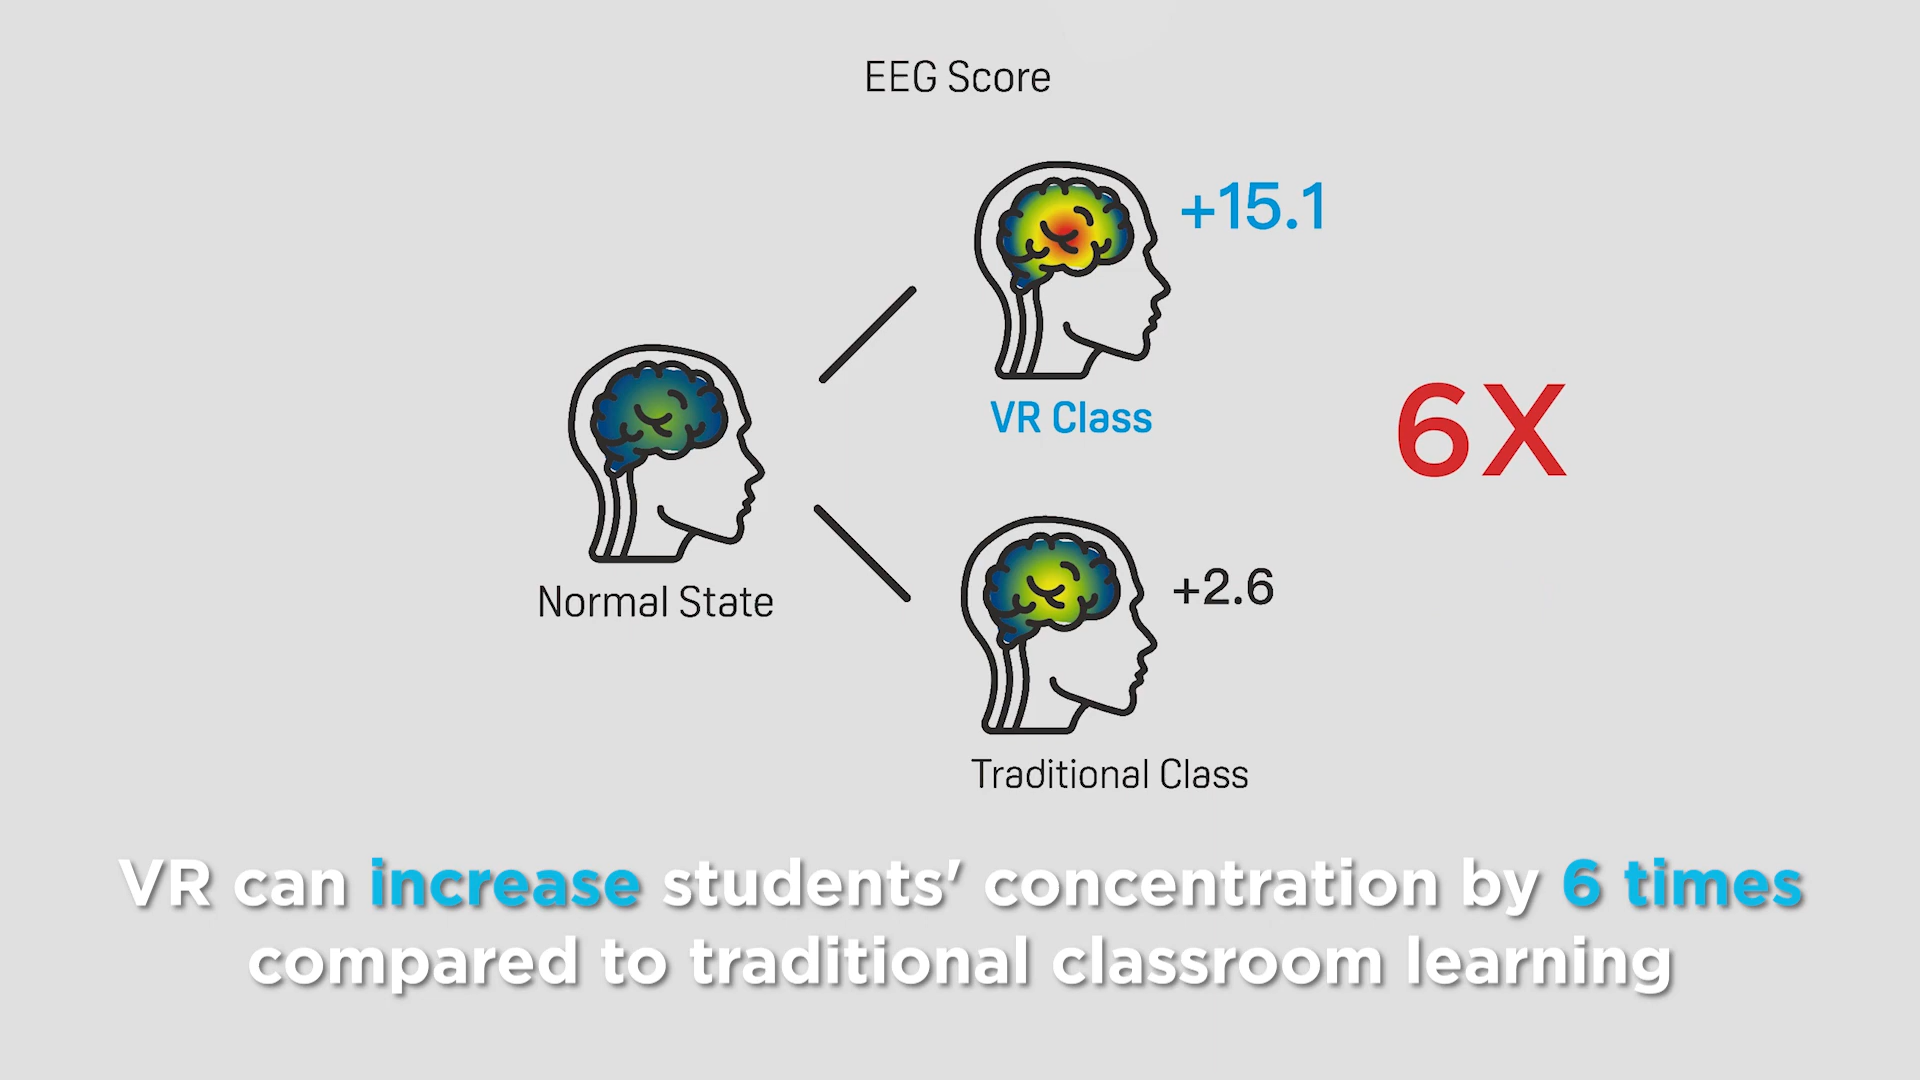 EEG Score
+15.1
VR Class
6X
Normal State
+2.6
Traditional Class
VR can increase students' concentration by 6 times
compared to traditional classroom learning